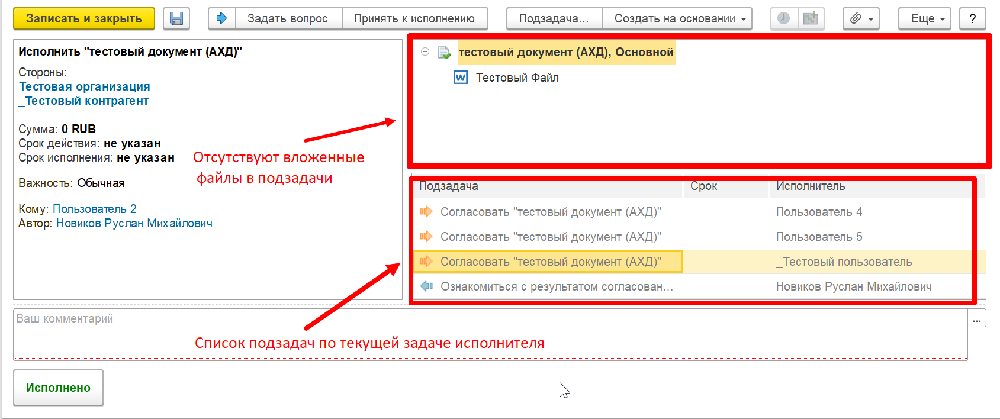 Записать и закрыть
Задать вопрос
Принять к исполнению
Подзадача...
Создать на основании
Еще
?
Исполнить "тестовый документ (АХД)"
Стороны:
Тестовая организация
_Тестовый контрагент
Сумма: 0 RUB
Срок действия: не указан
Срок исполнения: не указан
Важность: Обычная
Кому: Пользователь 2
Автор: Новиков Руслан Михайлович
Отсутствуют вложенные
файлы в подзадачи
тестовый документ (АХД), Основной
Тестовый Файл
Подзадача Срок Исполнитель
Согласовать "тестовый документ (АХД)" Пользователь 4
Согласовать "тестовый документ (АХД)" Пользователь 5
Согласовать "тестовый документ (АХД)" _Тестовый пользователь
Ознакомиться с результатом согласован... Новиков Руслан Михайлович
Ваш комментарий
...
Список подзадач по текущей задаче исполнителя
Исполнено